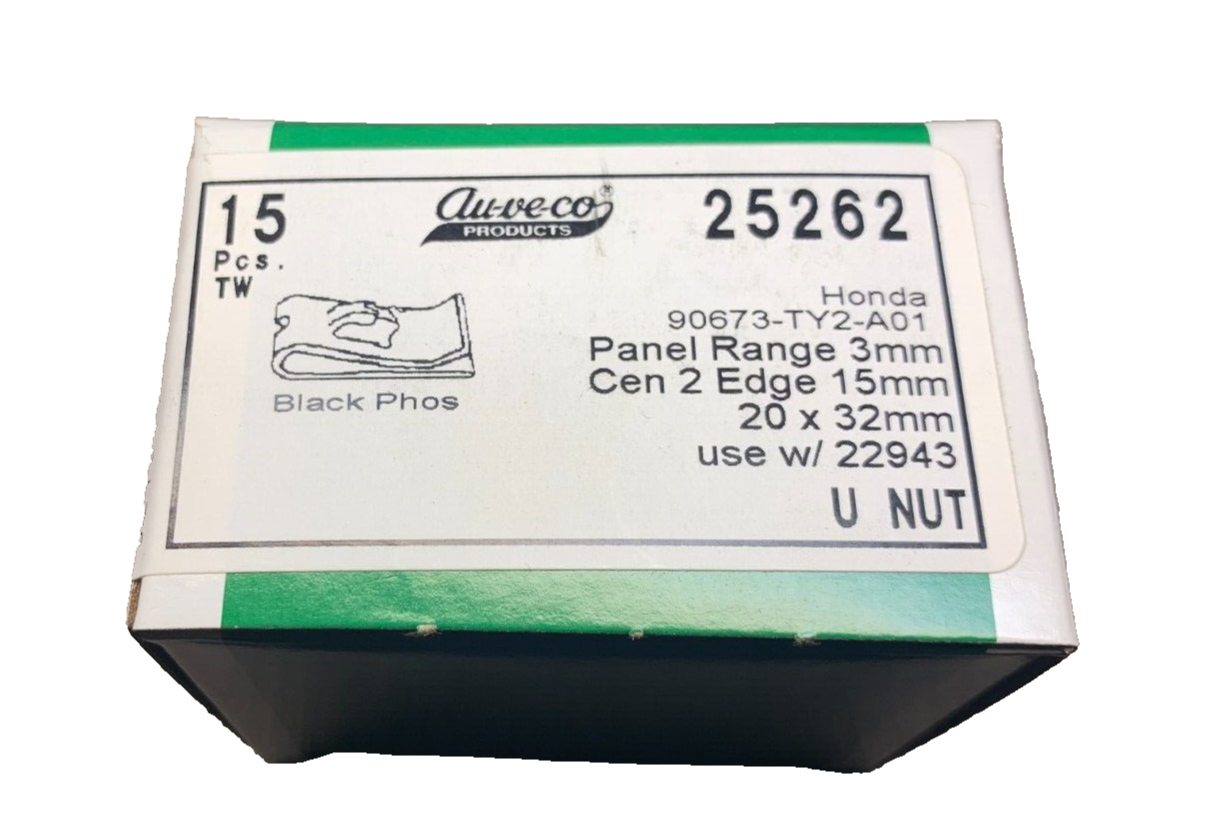 15
Pcs.
TW
Au-ve-co®
PRODUCTS
25262
Honda
90673-TY2-A01
Panel Range 3mm
Cen 2 Edge 15mm
20 x 32mm
use w/ 22943
U NUT
Black Phos